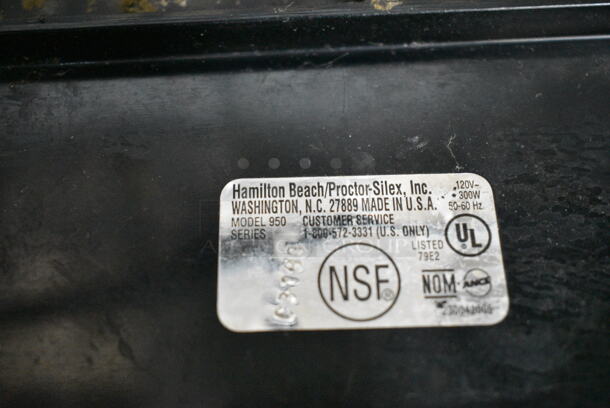 Hamilton Beach/Proctor-Silex, Inc.
WASHINGTON, N.C. 27889 MADE IN U.S.A.
MODEL 950 CUSTOMER SERVICE
SERIES 1-800-572-3331 (U.S. ONLY)
120V~
300W
50-60 Hz.
LISTED
79E2
UL
NSF®
NOM-ANCE